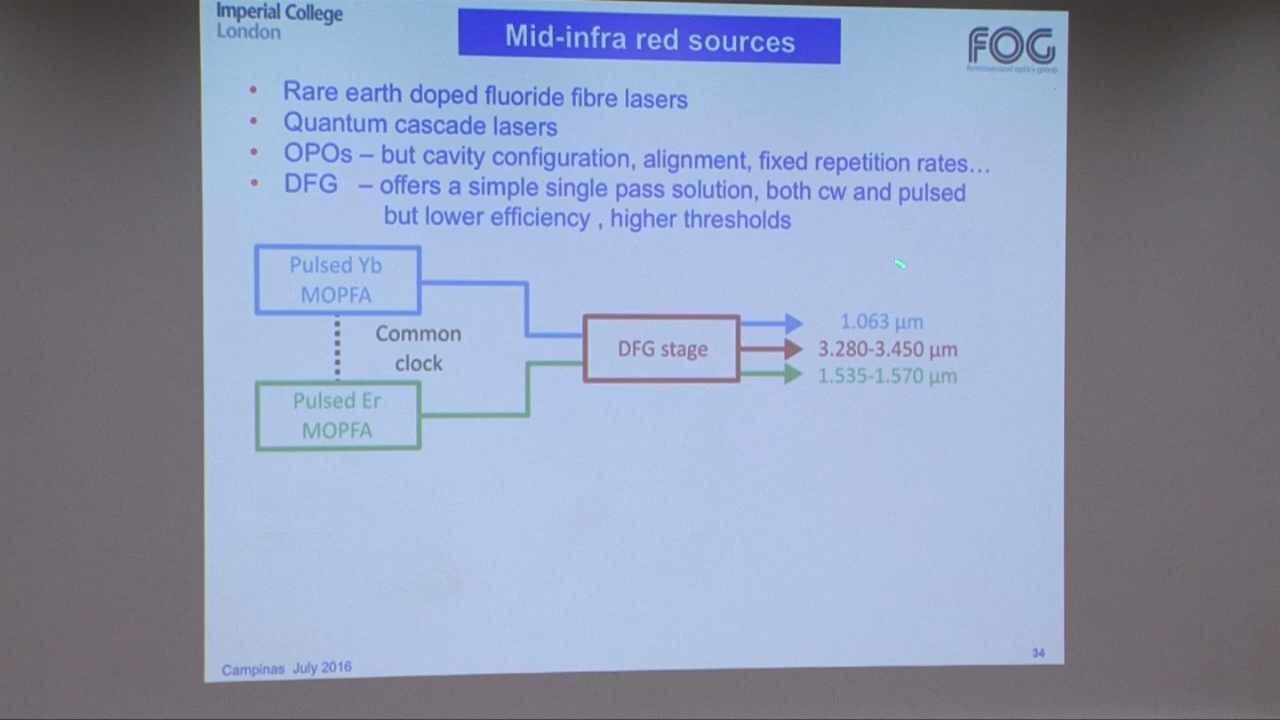 Imperial College
London
Mid-infra red sources
FOG
femtosecond optics group
• Rare earth doped fluoride fibre lasers
• Quantum cascade lasers
• OPOs – but cavity configuration, alignment, fixed repetition rates…
• DFG – offers a simple single pass solution, both cw and pulsed
but lower efficiency , higher thresholds
Pulsed Yb
MOPFA
Common
clock
Pulsed Er
MOPFA
DFG stage
1.063 µm
3.280-3.450 µm
1.535-1.570 µm
Campinas July 2016
34